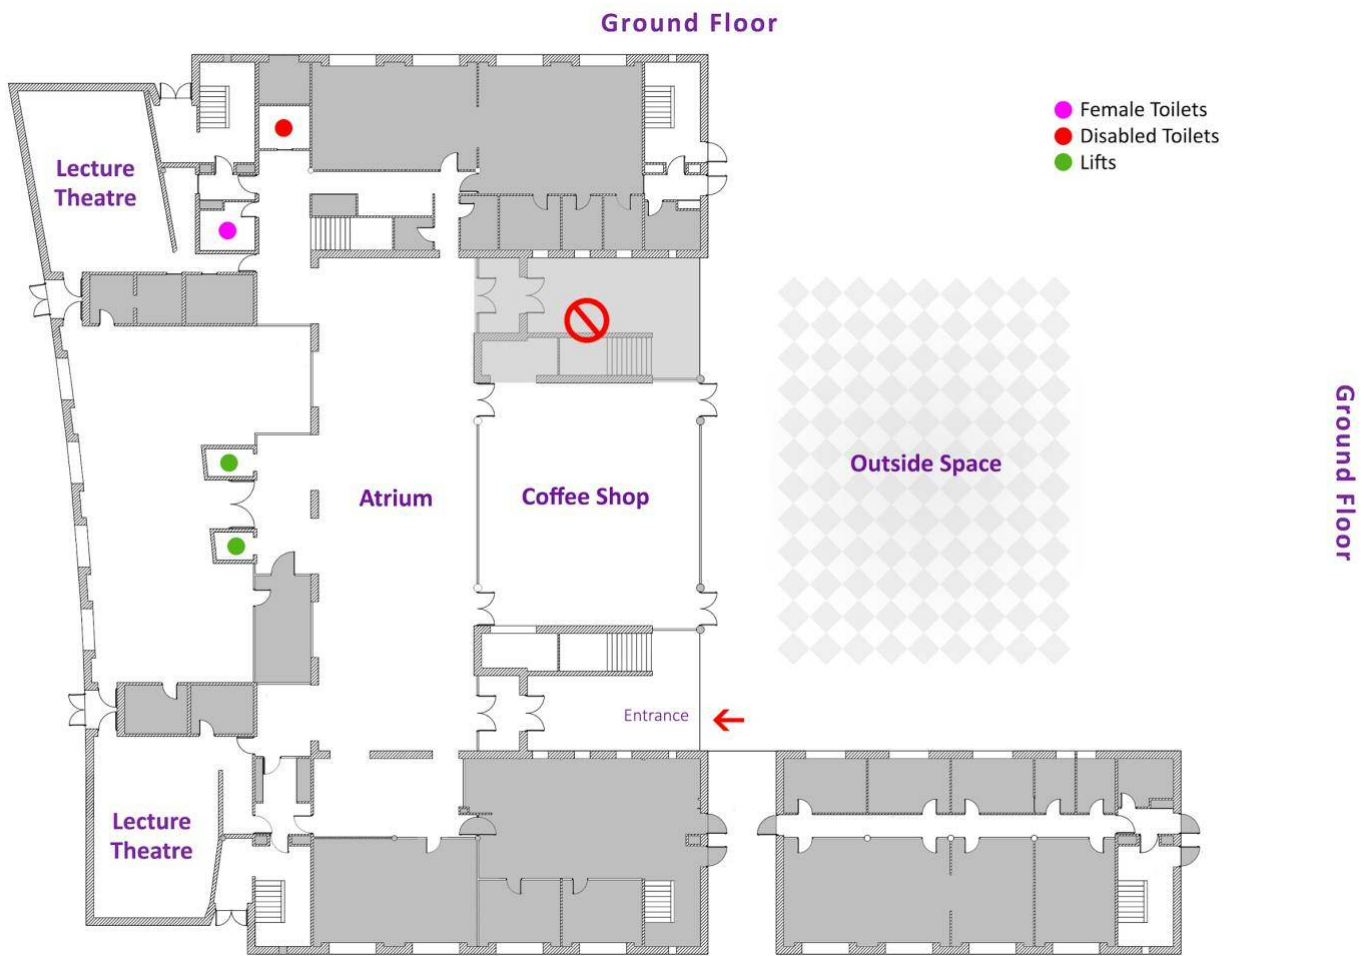 Ground Floor
Female Toilets
Disabled Toilets
Lifts
Lecture
Theatre
Outside Space
Atrium
Coffee Shop
Ground Floor
Entrance
Lecture
Theatre